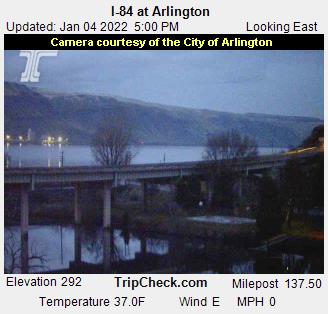 I-84 at Arlington
Updated: Jan 04 2022 5:00 PM Looking East
Camera courtesy of the City of Arlington
Elevation 292 TripCheck.com Milepost 137.50
Temperature 37.0F Wind E MPH 0